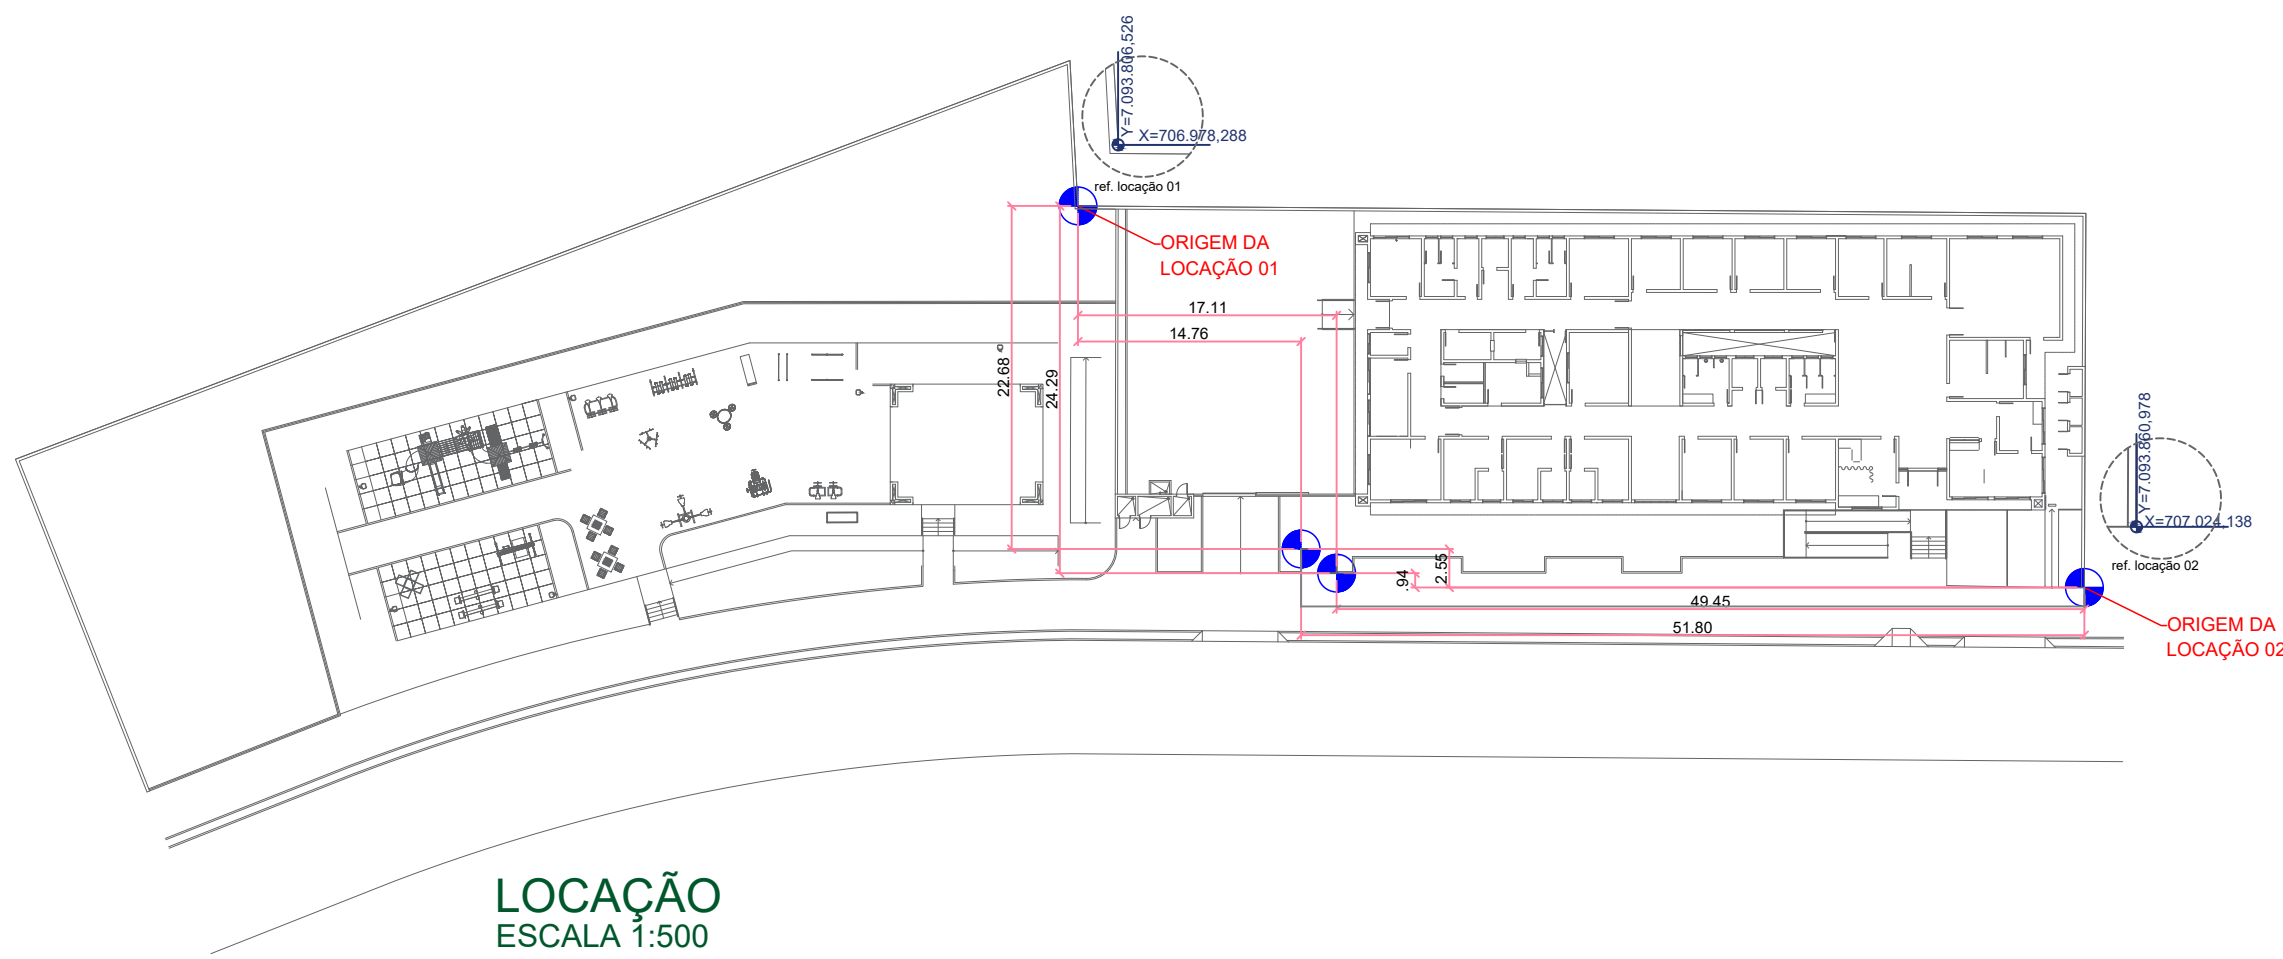 Y=7.093.806,526
X=706.978,288
ref. locação 01
ORIGEM DA
LOCAÇÃO 01
17.11
14.76
22.68
24.29
Y=7.093.860,978
X=707.024,138
ref. locação 02
2.55
.94
49.45
51.80
ORIGEM DA
LOCAÇÃO 02
LOCAÇÃO
ESCALA 1:500